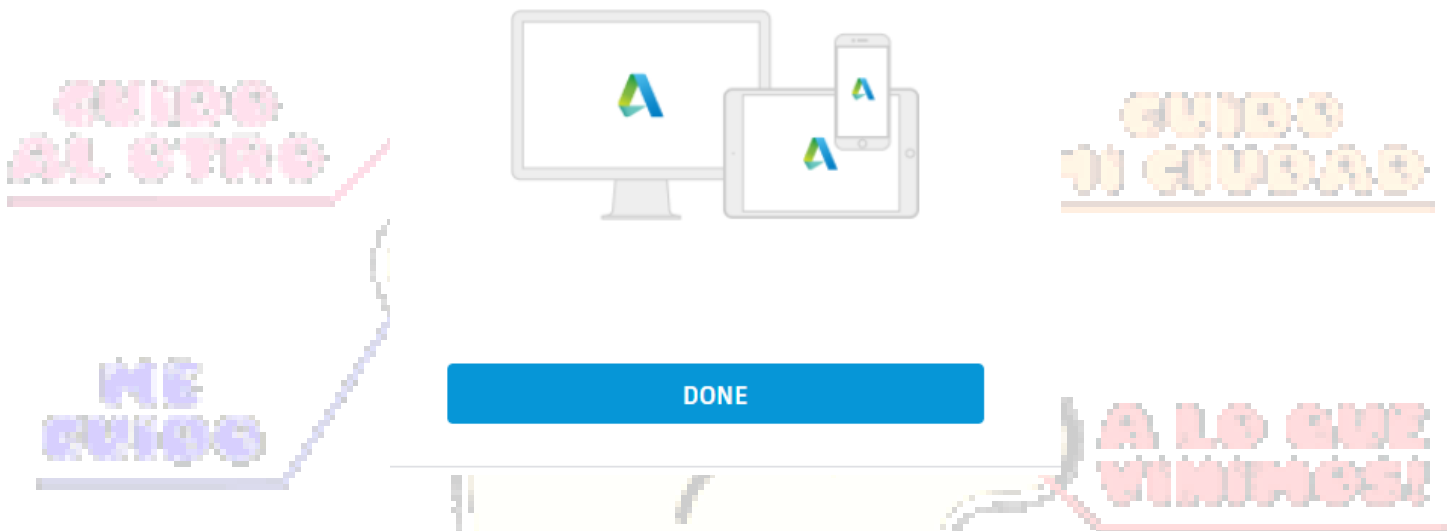 CUIDO
AL OTRO
CUIDO
MI CIUDAD
DONE
ME
CUIDO
A LO QUE
VINIMOS!